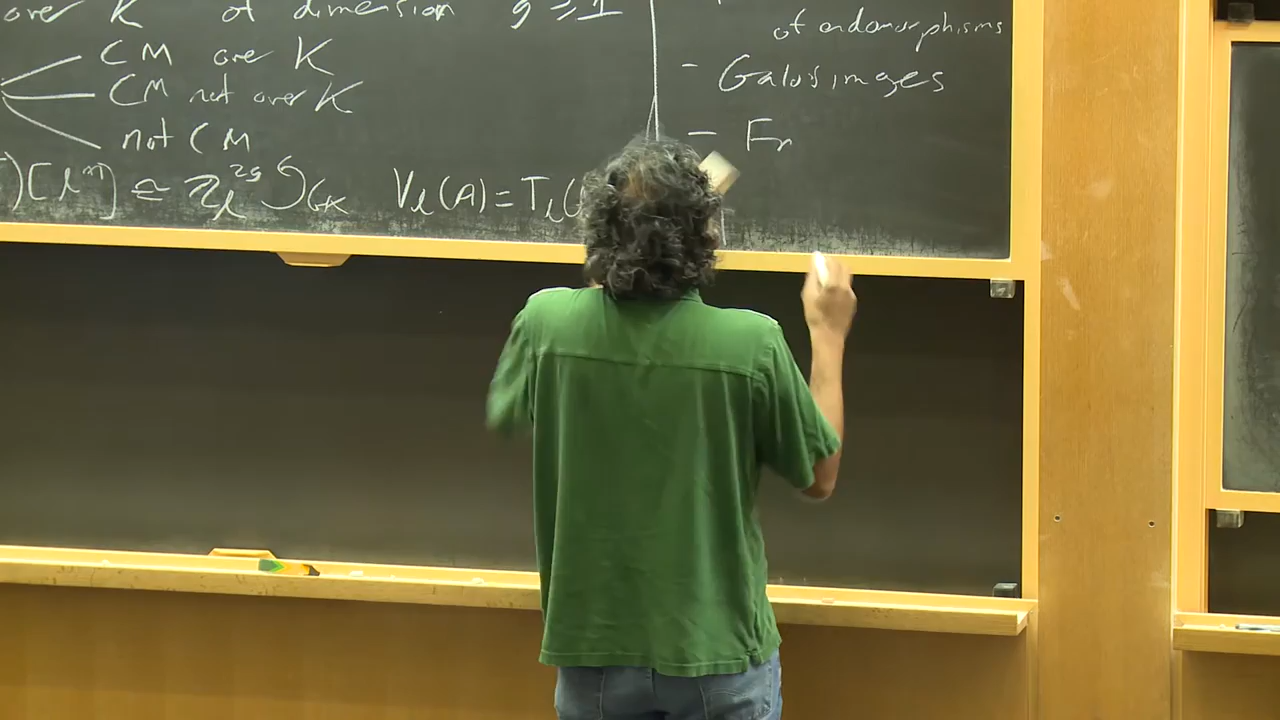 over K of dimension g ≥ 1
CM over K
CM not over K
not CM
)[ℓⁿ] ≅ ℤ_ℓ^{2g} ↺ G_K V_ℓ(A) = T_ℓ(
of endomorphisms
- Galois images
- Fr